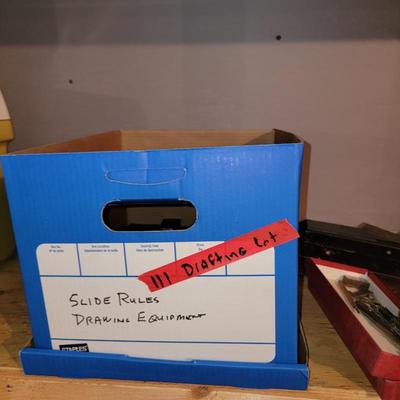 111 Drafting Lot
SLIDE RULES
DRAWING EQUIPMENT
STAPLES